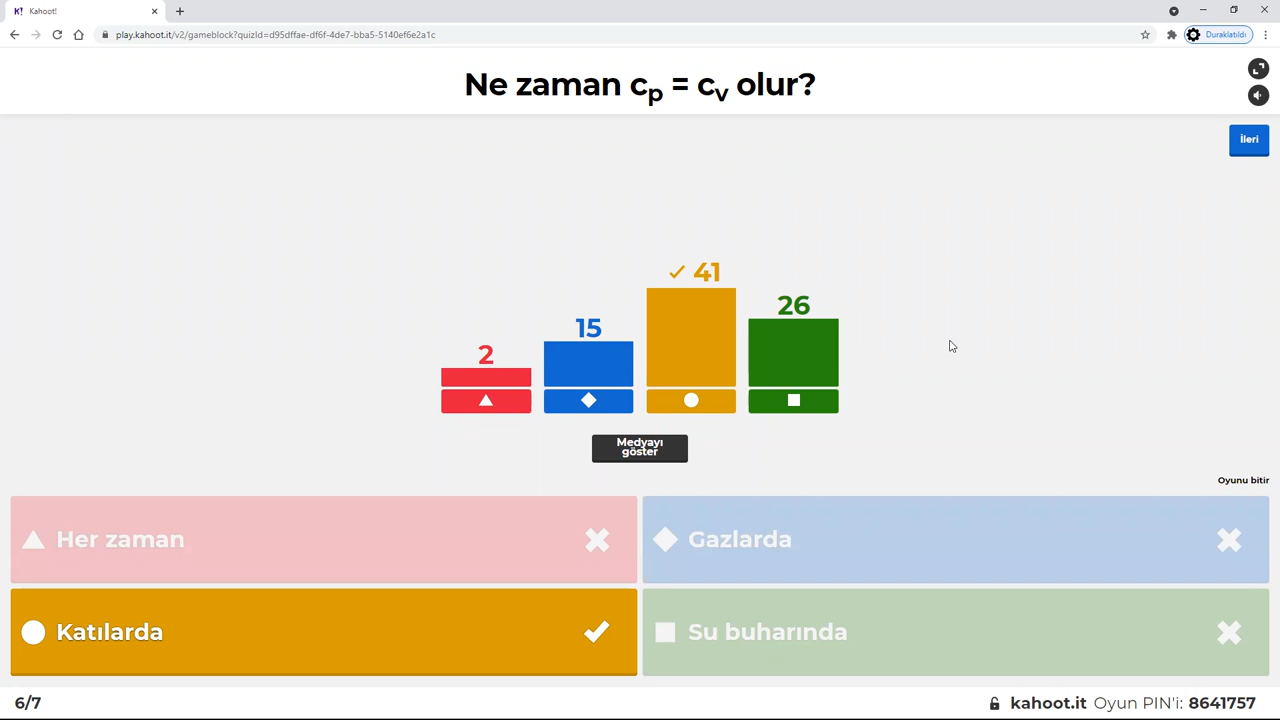 Kahoot!
play.kahoot.it/v2/gameblock?quizId=d95dffae-df6f-4de7-bba5-5140ef6e2a1c
Duraklatıldı
Ne zaman cp = cv olur?
İleri
2
15
41
26
Medyayı
göster
Oyunu bitir
Her zaman
Gazlarda
Katılarda
Su buharında
6/7
kahoot.it Oyun PIN'i: 8641757